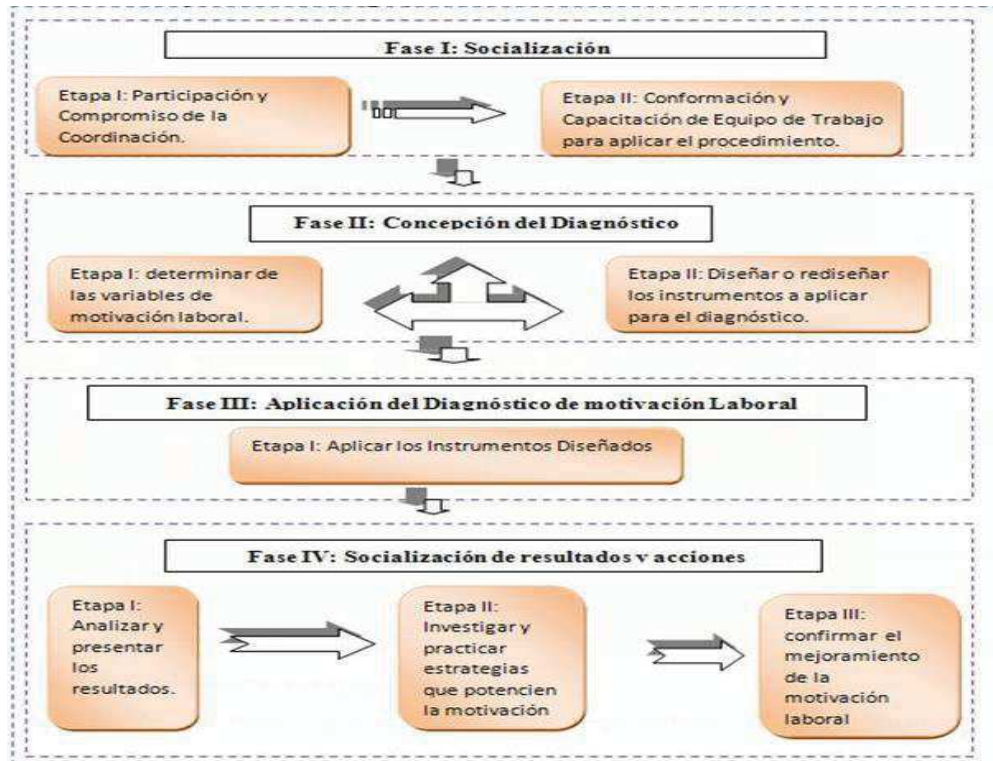 Fase I: Socialización
Etapa I: Participación y
Compromiso de la
Coordinación.
Etapa II: Conformación y
Capacitación de Equipo de Trabajo
para aplicar el procedimiento.
Fase II: Concepción del Diagnóstico
Etapa I: determinar de
las variables de
motivación laboral.
Etapa II: Diseñar o rediseñar
los instrumentos a aplicar
para el diagnóstico.
Fase III: Aplicación del Diagnóstico de motivación Laboral
Etapa I: Aplicar los Instrumentos Diseñados
Fase IV: Socialización de resultados y acciones
Etapa I:
Analizar y
presentar
los
resultados.
Etapa II:
Investigar y
practicar
estrategias
que potencien
la motivación
Etapa III:
confirmar el
mejoramiento
de la
motivación
laboral